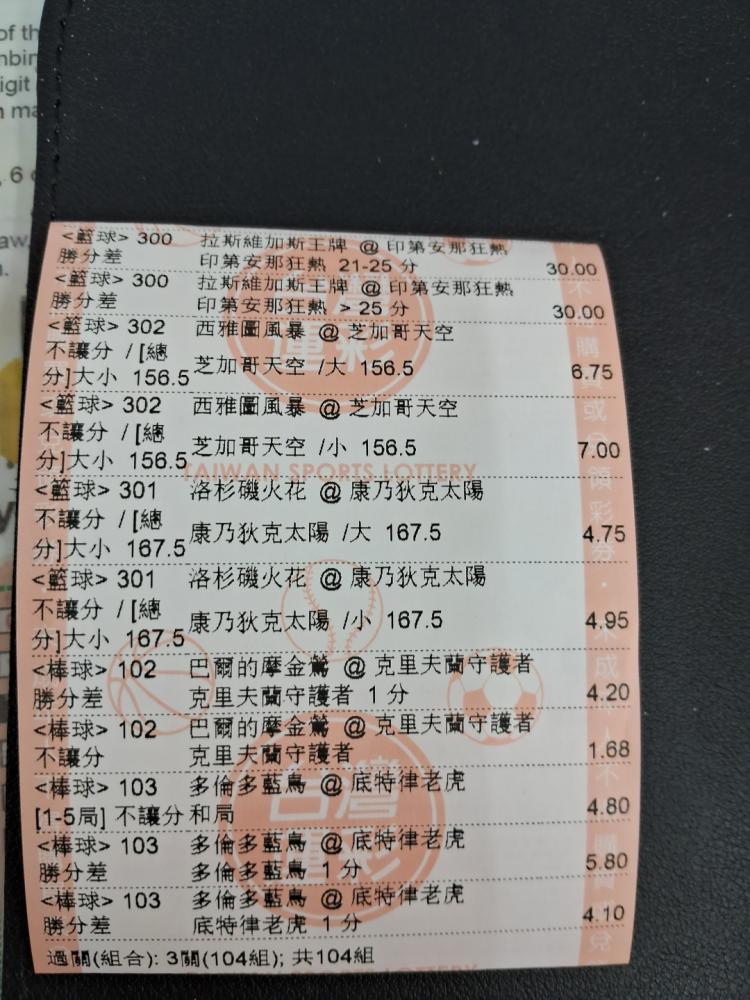 of th
igit
, 6
aw.
<籃球> 300 拉斯維加斯王牌 @ 印第安那狂熱
勝分差 印第安那狂熱 21-25 分 30.00
<籃球> 300 拉斯維加斯王牌 @ 印第安那狂熱
勝分差 印第安那狂熱 > 25 分 30.00
<籃球> 302 西雅圖風暴 @ 芝加哥天空
不讓分 / [總
分]大小 156.5 芝加哥天空 /大 156.5 6.75
<籃球> 302 西雅圖風暴 @ 芝加哥天空
不讓分 / [總
分]大小 156.5 芝加哥天空 /小 156.5 7.00
TAIWAN SPORTS LOTTERY
<籃球> 301 洛杉磯火花 @ 康乃狄克太陽
不讓分 / [總
分]大小 167.5 康乃狄克太陽 /大 167.5 4.75
<籃球> 301 洛杉磯火花 @ 康乃狄克太陽
不讓分 / [總
分]大小 167.5 康乃狄克太陽 /小 167.5 4.95
<棒球> 102 巴爾的摩金鶯 @ 克里夫蘭守護者
勝分差 克里夫蘭守護者 1 分 4.20
<棒球> 102 巴爾的摩金鶯 @ 克里夫蘭守護者
不讓分 克里夫蘭守護者 1.68
<棒球> 103 多倫多藍鳥 @ 底特律老虎
[1-5局] 不讓分 和局 4.80
<棒球> 103 多倫多藍鳥 @ 底特律老虎
勝分差 多倫多藍鳥 1 分 5.80
<棒球> 103 多倫多藍鳥 @ 底特律老虎
勝分差 底特律老虎 1 分 4.10
過關(組合): 3關(104組); 共104組
台灣
運彩